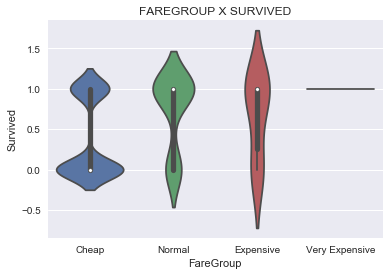 FAREGROUP X SURVIVED
1.5
1.0
0.5
0.0
−0.5
Survived
Cheap Normal Expensive Very Expensive
FareGroup